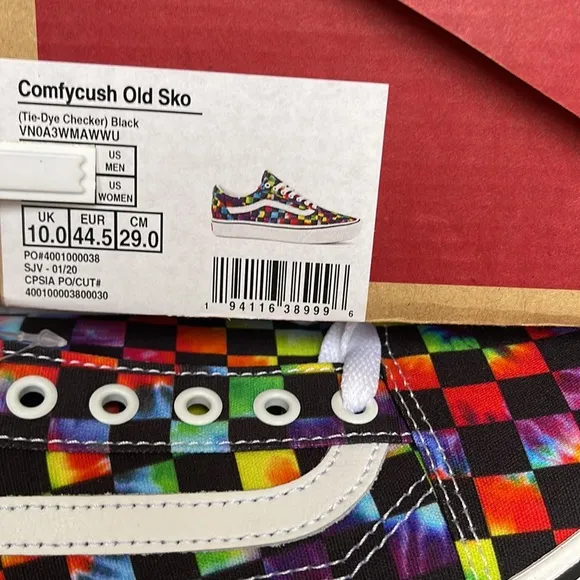 Comfycush Old Sko
(Tie-Dye Checker) Black
VN0A3WMAWWU
US
MEN
US
WOMEN
UK EUR CM
10.0 44.5 29.0
PO#4001000038
SJV - 01/20
CPSIA PO/CUT#
400100003800030
1 94116 38999 6